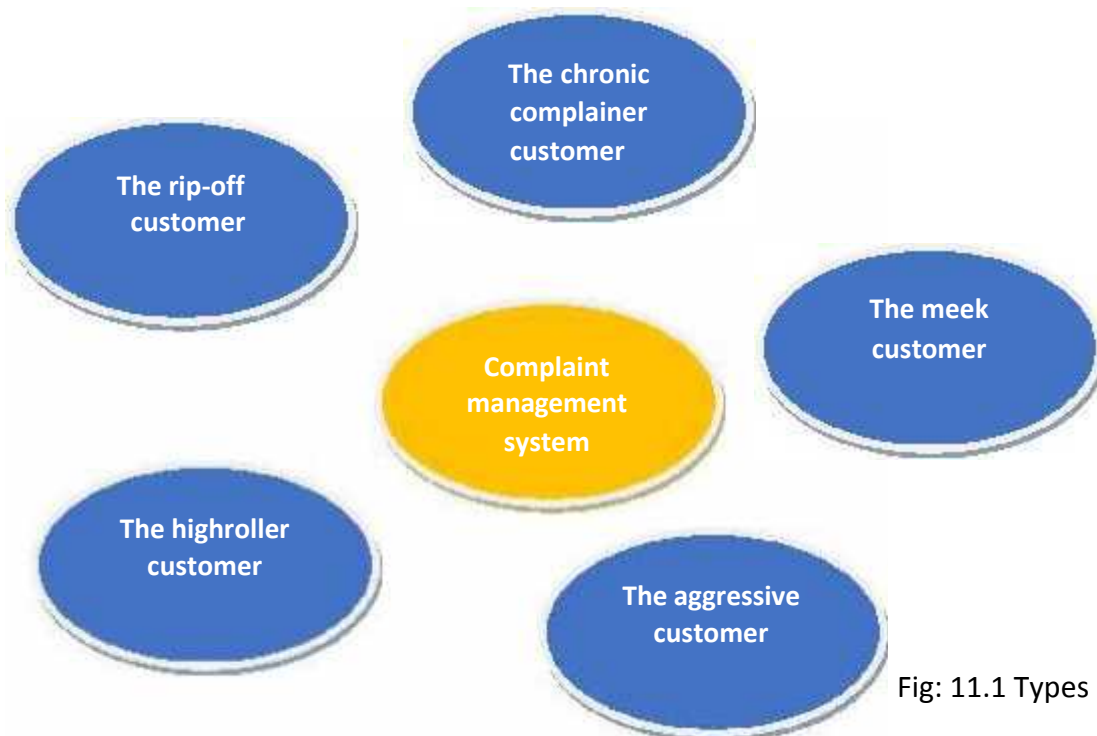 The chronic
complainer
customer
The rip-off
customer
The meek
customer
Complaint
management
system
The highroller
customer
The aggressive
customer
Fig: 11.1 Types